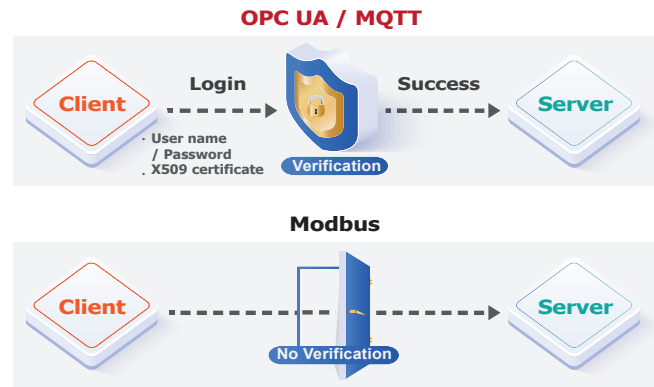 OPC UA / MQTT
Client
Login
Success
Server
· User name
/ Password
. X509 certificate
Verification
Modbus
Client
Server
No Verification